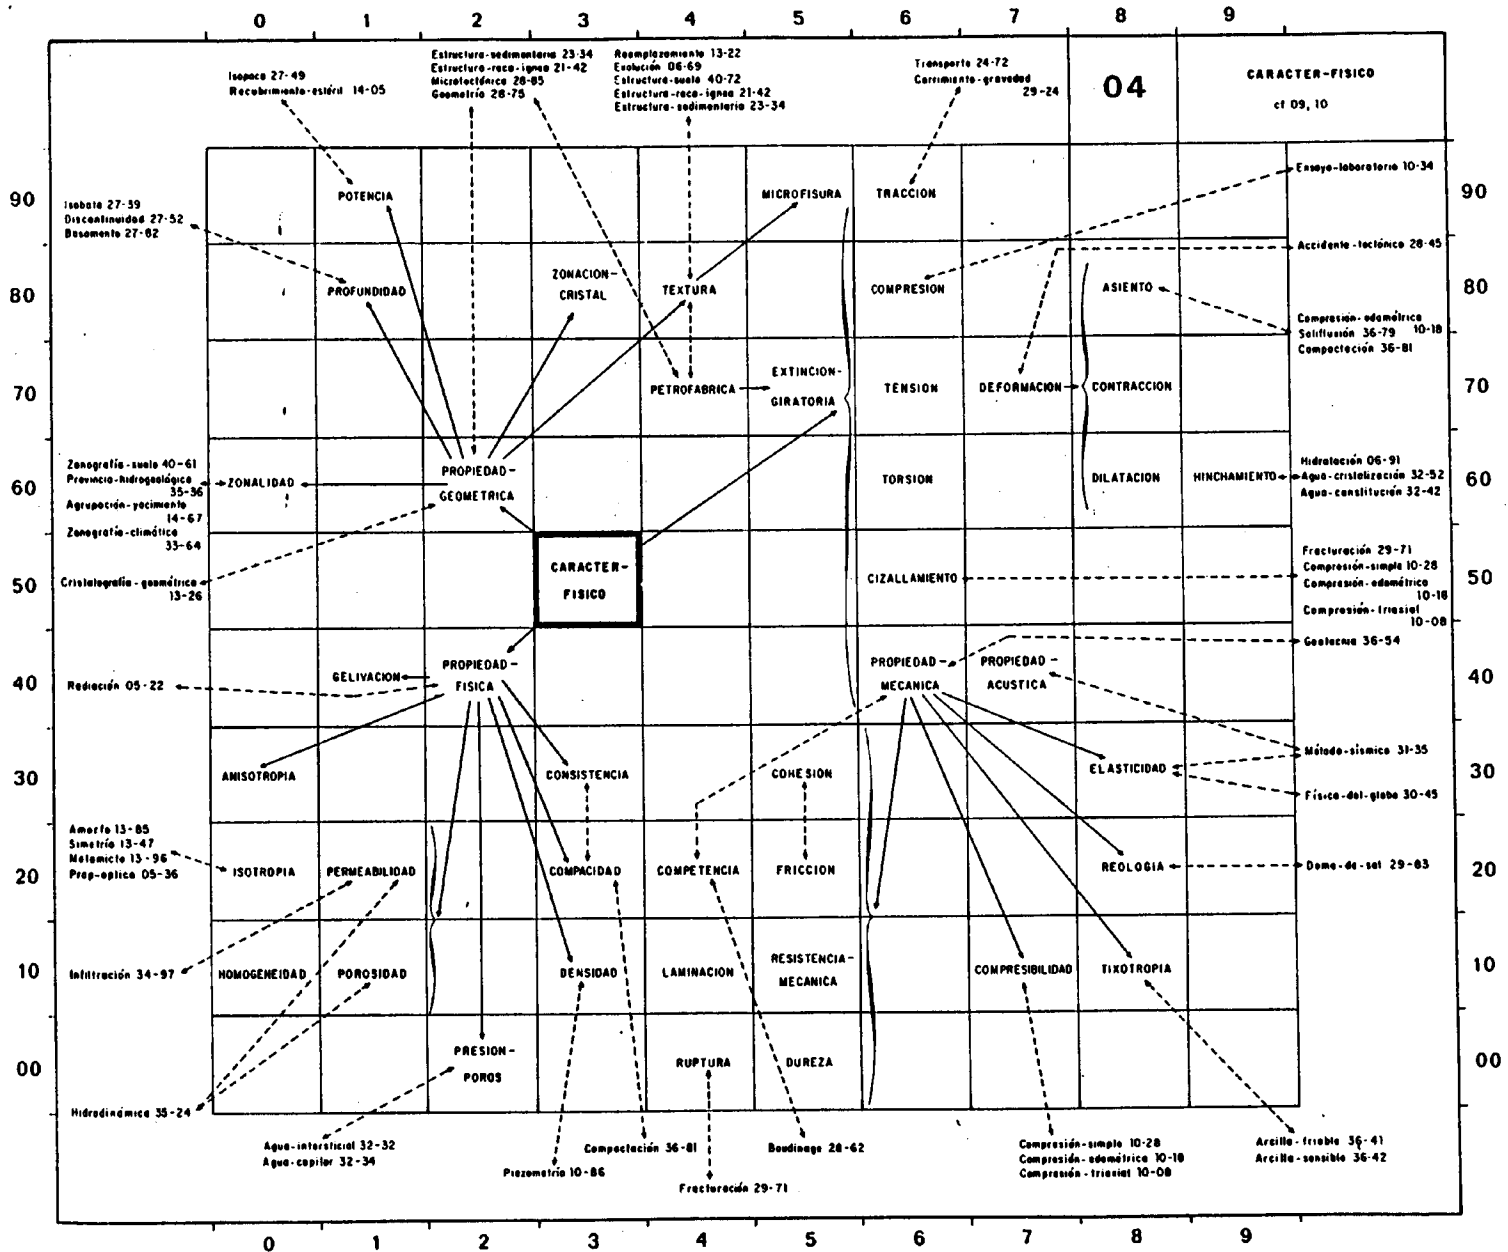 0 1 2 3 4 5 6 7 8 9
Isopaca 27-49
Recubrimiento-estéril 14-05
Estructura-sedimentaria 23-34
Estructura-roca-ignea 21-42
Microtectónica 28-85
Geometría 28-75
Reemplazamiento 13-22
Evolución 06-69
Estructura-suelo 40-72
Estructura-roca-ignea 21-42
Estructura-sedimentaria 23-34
Transporte 24-72
Corrimiento-gravedad
29-24
04
CARACTER-FISICO
cf 09, 10
90
POTENCIA
MICROFISURA
TRACCION
Ensayo-laboratorio 10-34
90
Isobata 27-39
Discontinuidad 27-52
Basamento 27-82
Accidente-tectónico 28-45
80
PROFUNDIDAD
ZONACION-
CRISTAL
TEXTURA
COMPRESION
ASIENTO
80
Compresión-edométrica
10-18
Soliflusión 36-79
Compactación 36-81
70
PETROFABRICA
EXTINCION-
GIRATORIA
TENSION
DEFORMACION
CONTRACCION
70
Zonografía-suelo 40-61
Provincia-hidrogeológica
35-36
Agrupación-yacimiento
14-67
Zonografía-climática
33-64
60
ZONALIDAD
PROPIEDAD-
GEOMETRICA
TORSION
DILATACION
HINCHAMIENTO
Hidratación 06-91
Agua-cristalización 32-52
Agua-constitución 32-42
60
Cristalografía-geométrica
13-26
50
CARACTER-
FISICO
CIZALLAMIENTO
Fracturación 29-71
Compresión-simple 10-28
Compresión-edométrica
10-18
Compresión-triaxial
10-08
50
Geotecnia 36-54
40
Radiación 05-22
GELIVACION
PROPIEDAD-
FISICA
PROPIEDAD-
MECANICA
PROPIEDAD-
ACUSTICA
40
Método-sísmico 31-35
30
ANISOTROPIA
CONSISTENCIA
COHESION
ELASTICIDAD
Física-del-globo 30-45
30
Amorfo 13-85
Simetría 13-47
Metamicto 13-96
Prop-optica 05-36
20
ISOTROPIA
PERMEABILIDAD
COMPACIDAD
COMPETENCIA
FRICCION
REOLOGIA
Domo-de-sal 29-83
20
10
Infiltración 34-97
HOMOGENEIDAD
POROSIDAD
DENSIDAD
LAMINACION
RESISTENCIA-
MECANICA
COMPRESIBILIDAD
TIXOTROPIA
10
00
PRESION-
POROS
RUPTURA
DUREZA
00
Hidrodinámica 35-24
Agua-intersticial 32-32
Agua-capilar 32-34
Piezometría 10-86
Compactación 36-81
Fracturación 29-71
Boudinage 28-62
Compresión-simple 10-28
Compresión-edométrica 10-18
Compresión-triaxial 10-08
Arcilla-friable 36-41
Arcilla-sensible 36-42
0 1 2 3 4 5 6 7 8 9